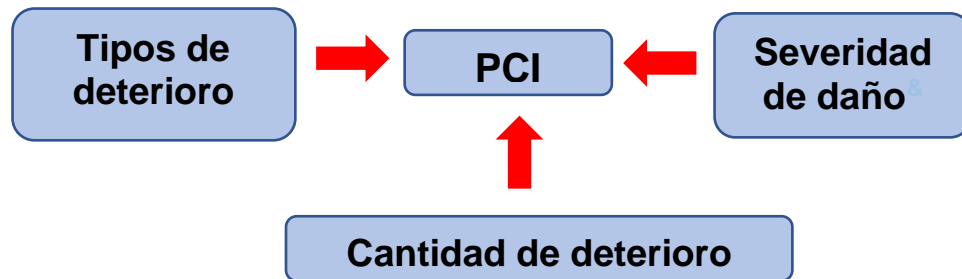 Tipos de
deterioro
PCI
Severidad
de daño&
Cantidad de deterioro